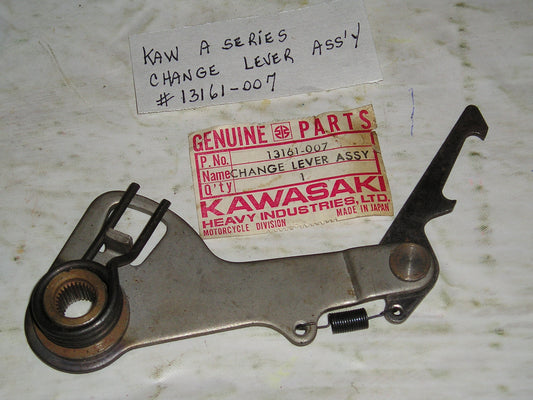 KAW A SERIES
CHANGE LEVER ASS'Y
# 13161-007
GENUINE PARTS
P. No. 13161-007
Name CHANGE LEVER ASSY
Q'ty 1
KAWASAKI
HEAVY INDUSTRIES, LTD.
MOTORCYCLE DIVISION MADE IN JAPAN